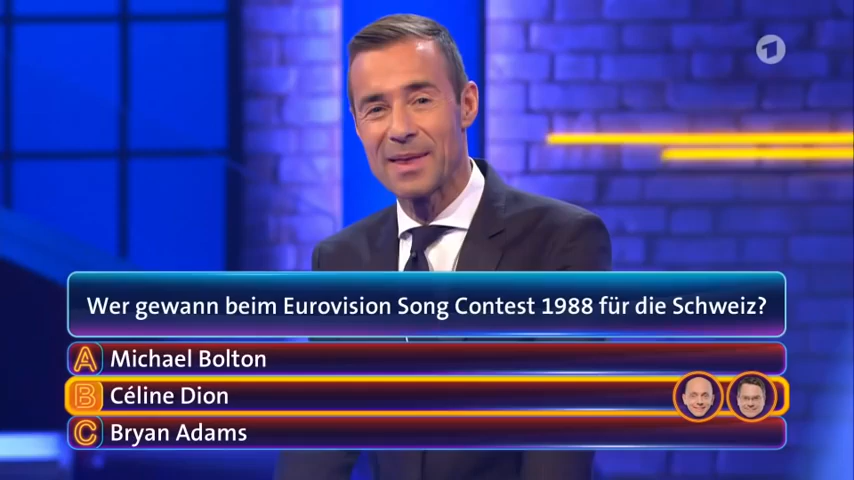 1
Wer gewann beim Eurovision Song Contest 1988 für die Schweiz?
A Michael Bolton
B Céline Dion
C Bryan Adams